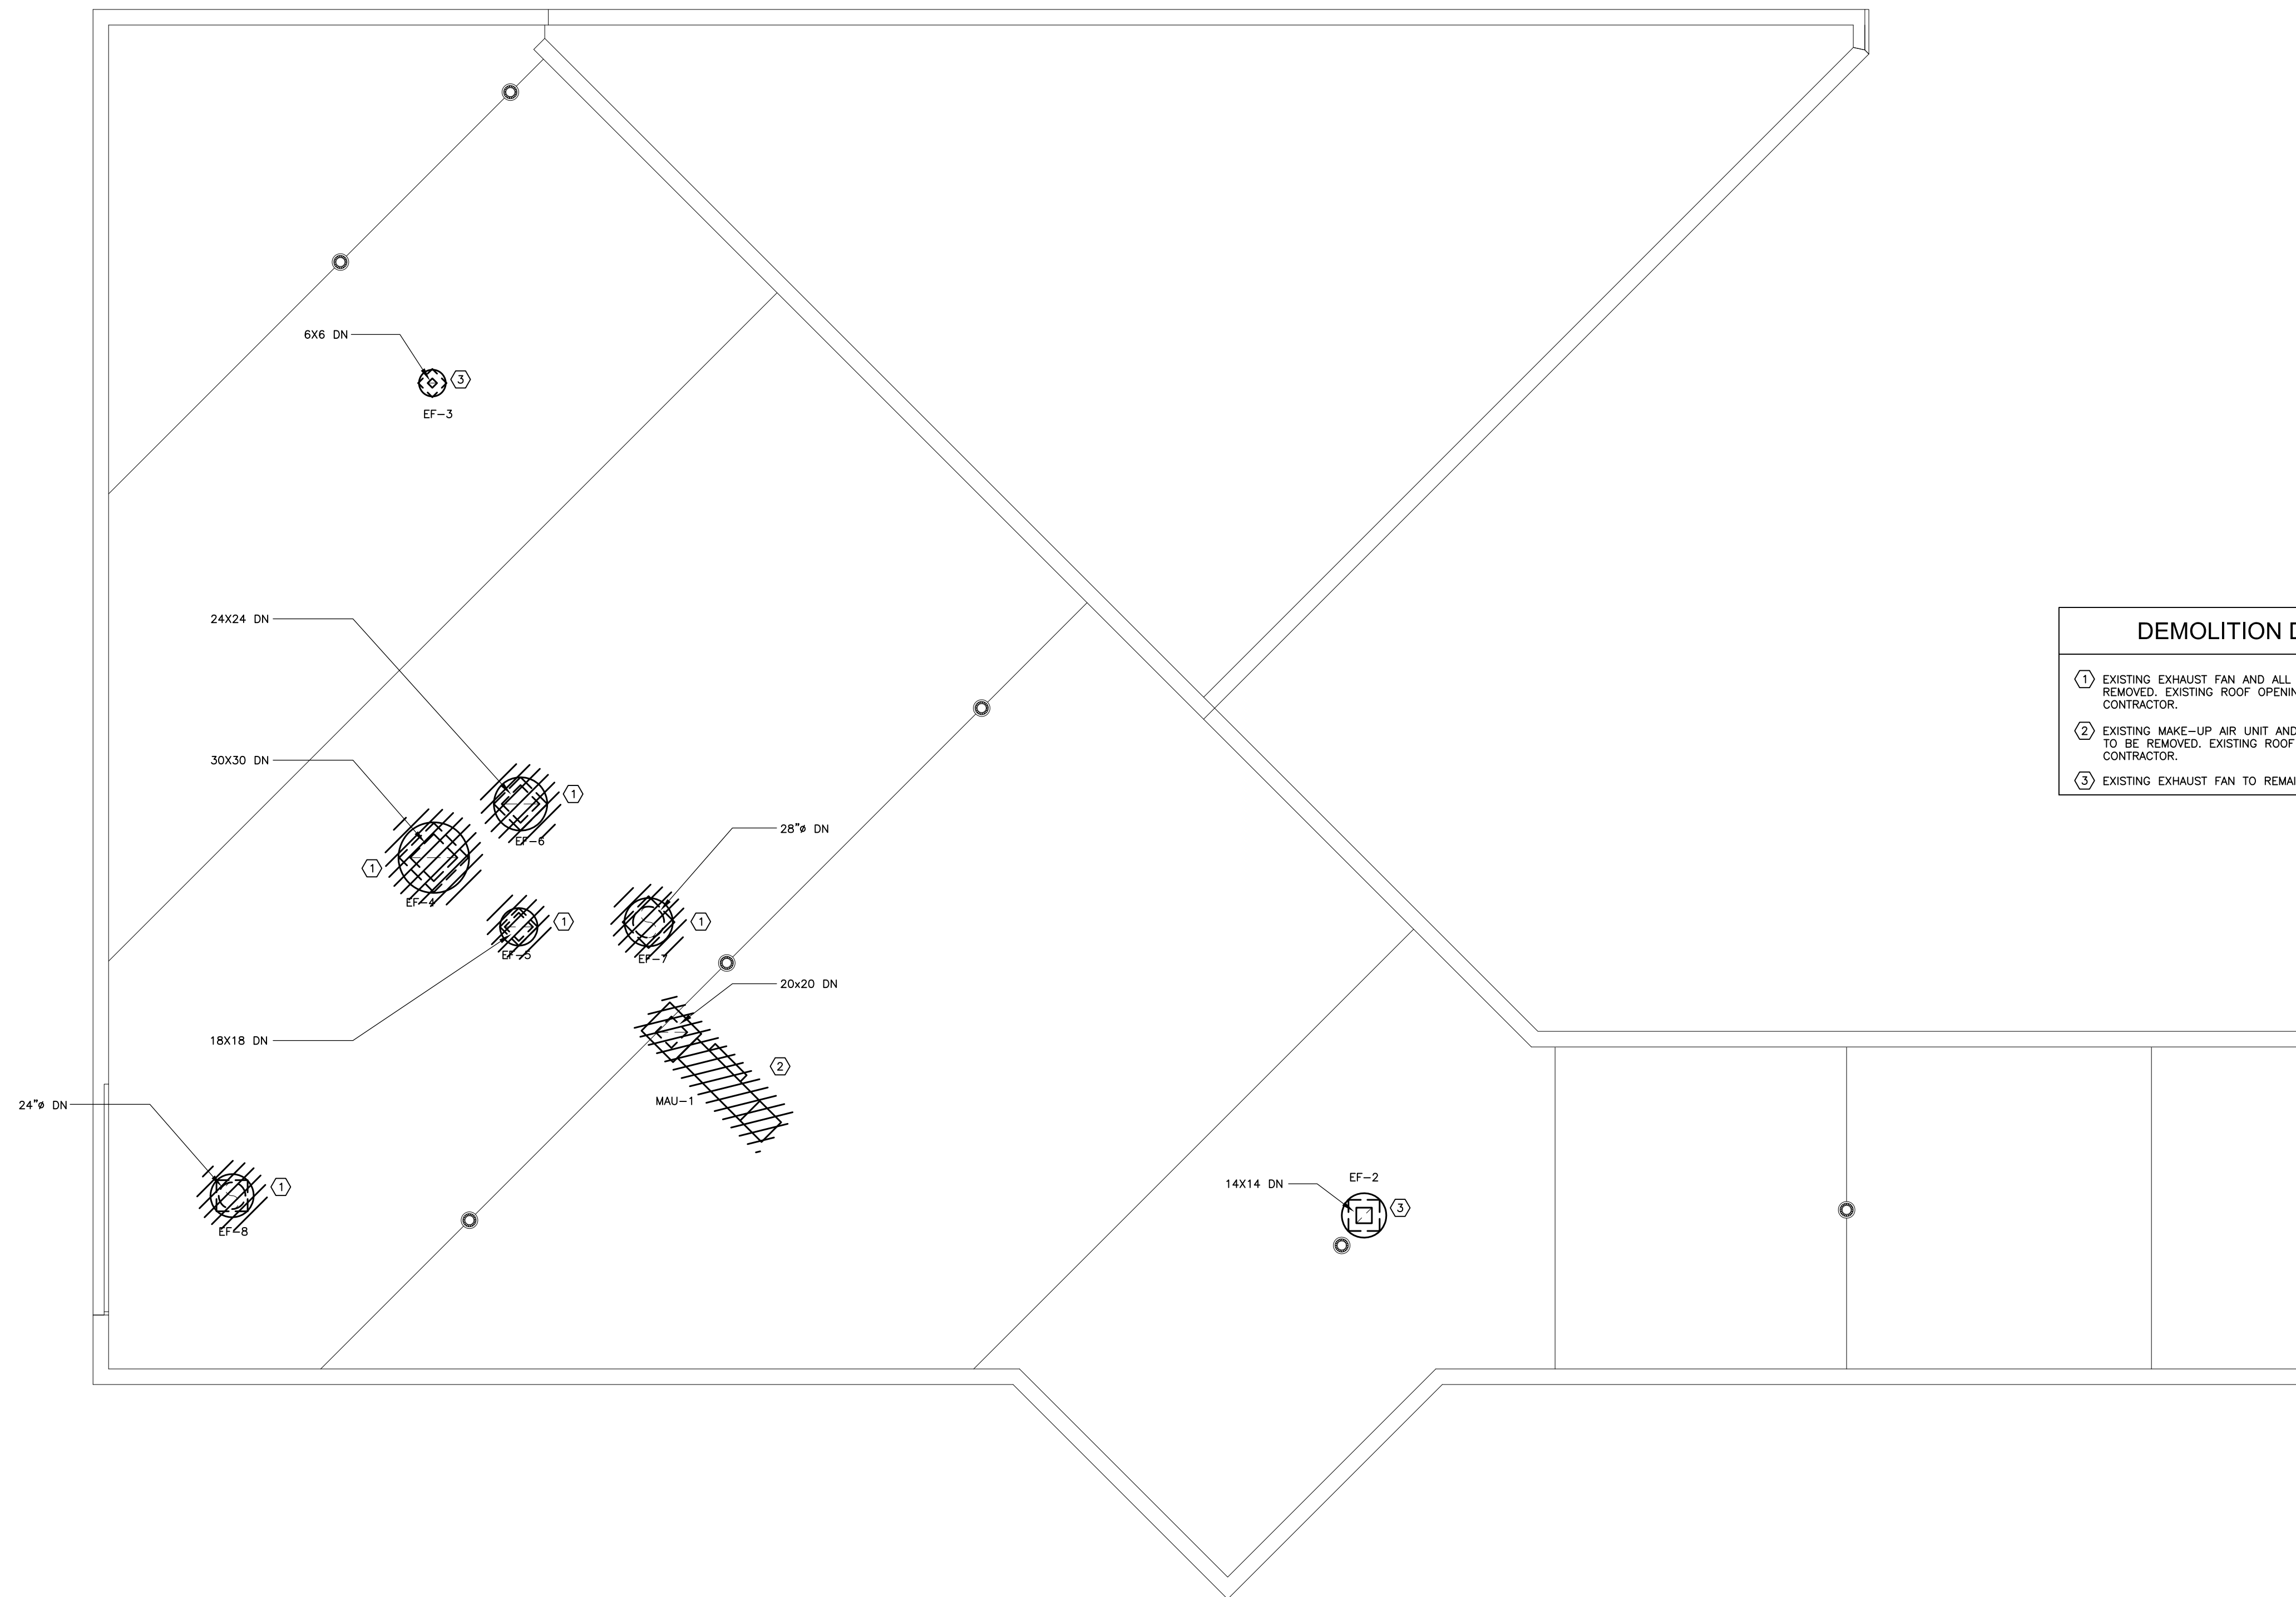 6X6 DN
3
EF-3
24X24 DN
30X30 DN
1
EF-6
1
EF-4
28"ø DN
1
EF-5
1
EF-7
20x20 DN
18X18 DN
2
MAU-1
24"ø DN
1
EF-8
EF-2
14X14 DN
3
DEMOLITION
1 EXISTING EXHAUST FAN AND ALL
REMOVED. EXISTING ROOF
CONTRACTOR.
2 EXISTING MAKE-UP AIR UNIT AND
TO BE REMOVED. EXISTING ROOF
CONTRACTOR.
3 EXISTING EXHAUST FAN TO